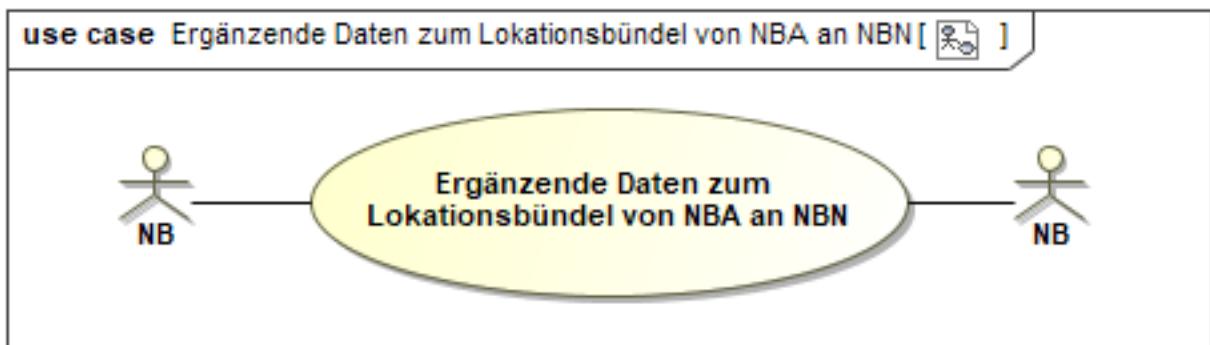 use case Ergänzende Daten zum Lokationsbündel von NBA an NBN [ ]
Ergänzende Daten zum
Lokationsbündel von NBA an NBN
NB
NB